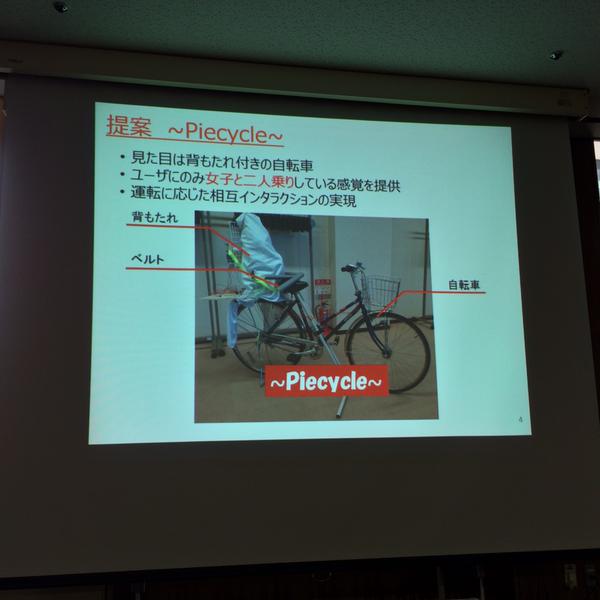 提案　~Piecycle~
• 見た目は背もたれ付きの自転車
• ユーザにのみ女子と二人乗りしている感覚を提供
• 運転に応じた相互インタラクションの実現
背もたれ
ベルト
自転車
~Piecycle~
4